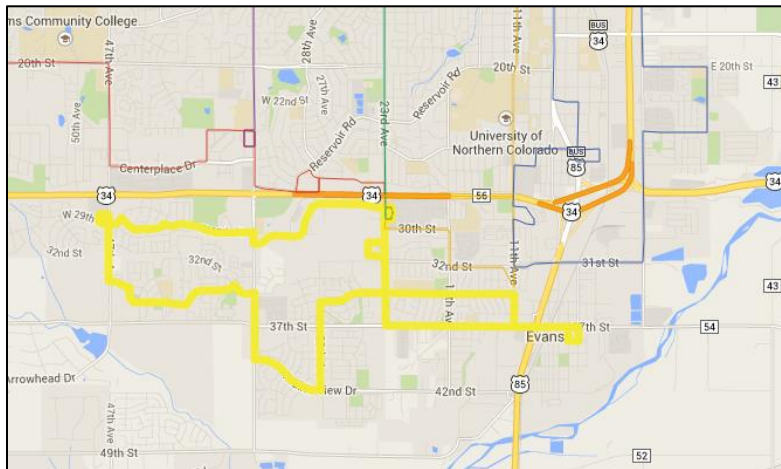 ms Community College
47th Ave
28th Ave
11th Ave
BUS
34
20th St
20th St
E 20th St
43
27th Ave
23rd Ave
Reservoir Rd
W 22nd St
50th Ave
Reservoir Rd
University of
Northern Colorado
Centerplace Dr
BUS
85
34
34
56
34
34
W 29th
30th St
32nd St
32nd St
32nd St
11th Ave
31st St
43
37th St
7th St
54
Evans
Arrowhead Dr
view Dr
42nd St
85
47th Ave
49th St
52